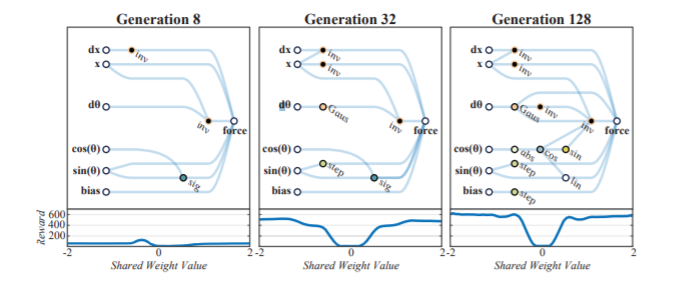 Generation 8
dx
x
inv
dθ
inv
force
cos(θ)
sin(θ)
sig
bias
Generation 32
dx
x
inv
inv
dθ
Gaus
inv
force
cos(θ)
sin(θ)
step
sig
bias
Generation 128
dx
x
inv
inv
dθ
Gaus
inv
inv
force
cos(θ)
abs
cos
sin
sin(θ)
step
lin
bias
step
Reward
600
400
200
-2 0 2
Shared Weight Value
-2 0 2
Shared Weight Value
-2 0 2
Shared Weight Value